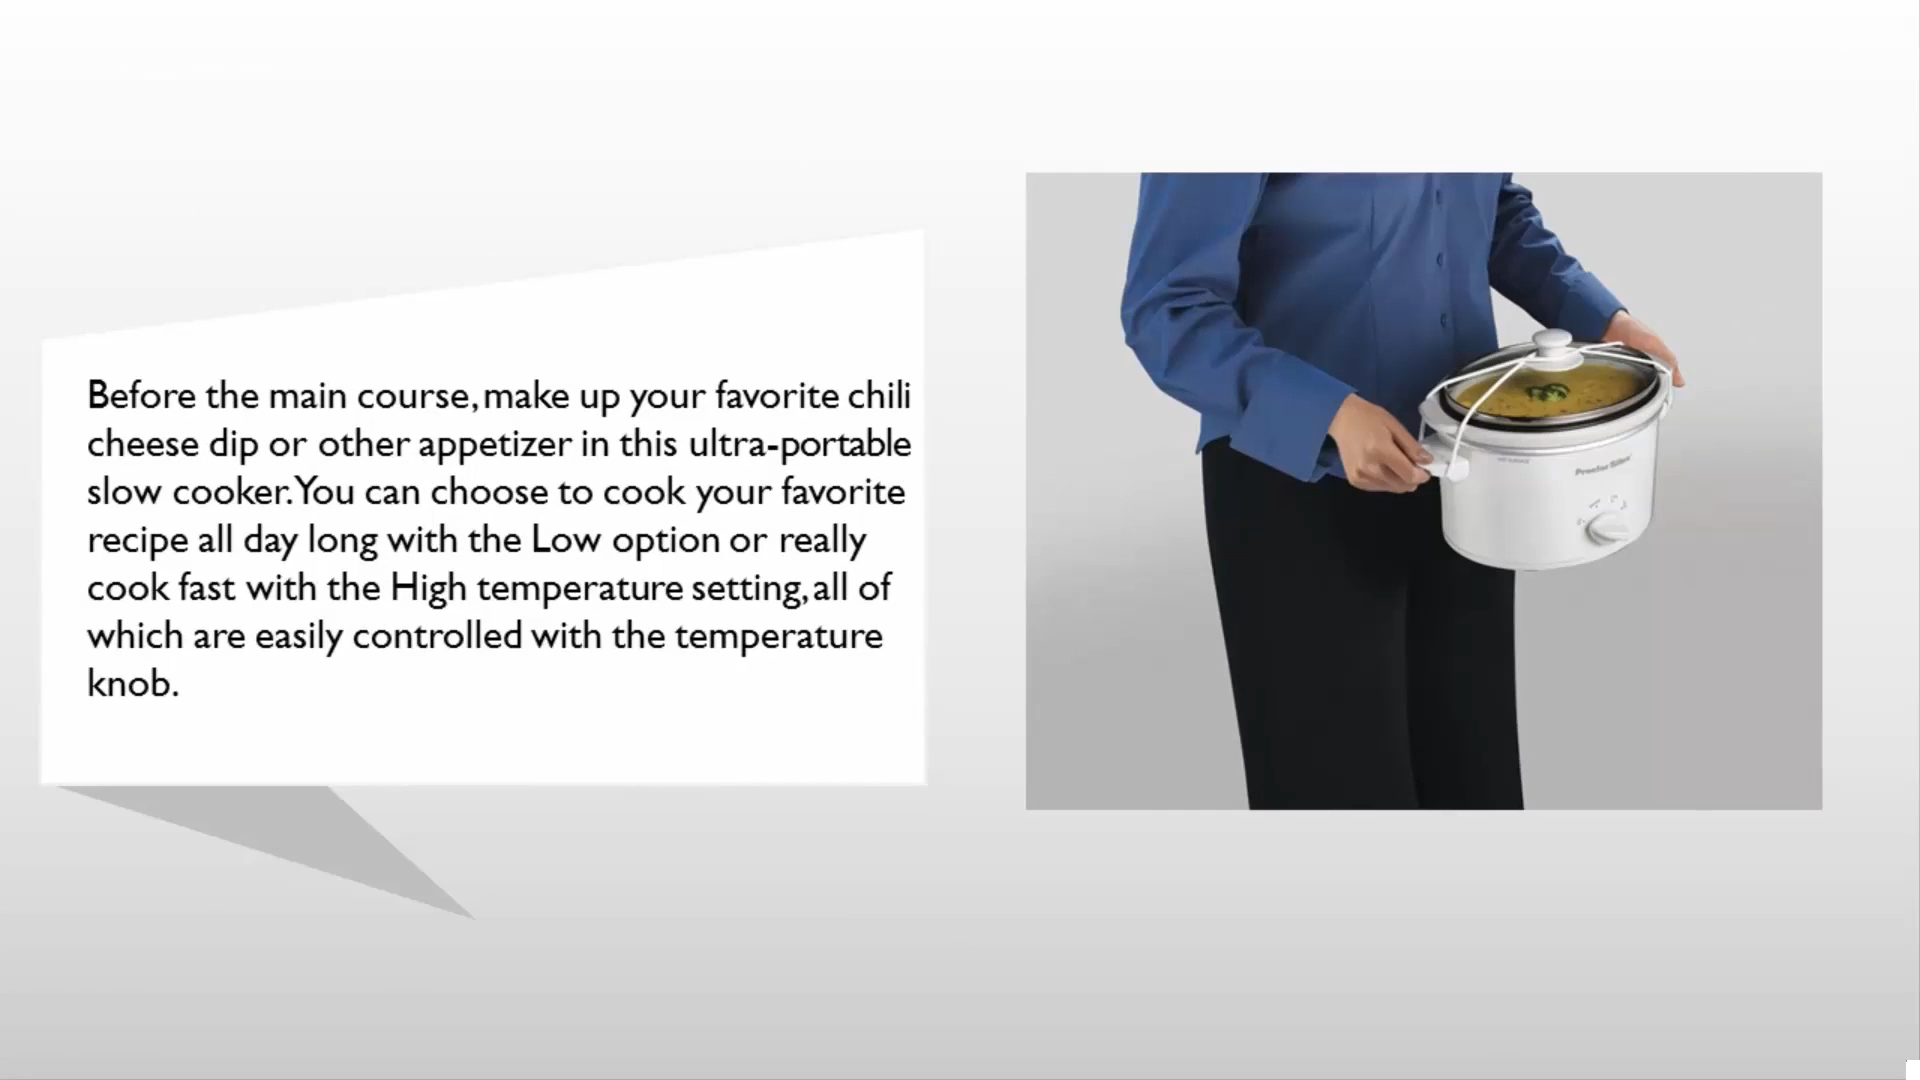 Before the main course, make up your favorite chili
cheese dip or other appetizer in this ultra-portable
slow cooker. You can choose to cook your favorite
recipe all day long with the Low option or really
cook fast with the High temperature setting, all of
which are easily controlled with the temperature
knob.
Proctor Silex